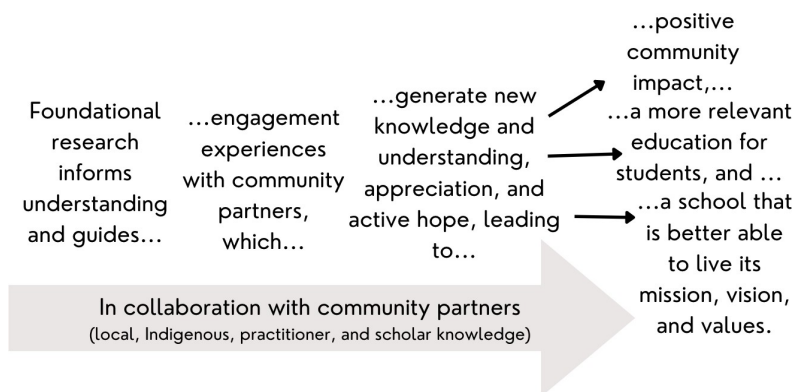 Foundational
research
informs
understanding
and guides...
...engagement
experiences
with community
partners,
which...
...generate new
knowledge and
understanding,
appreciation, and
active hope, leading
to...
...positive
community
impact,...
...a more relevant
education for
students, and ...
...a school that
is better able
to live its
mission, vision,
and values.
In collaboration with community partners
(local, Indigenous, practitioner, and scholar knowledge)